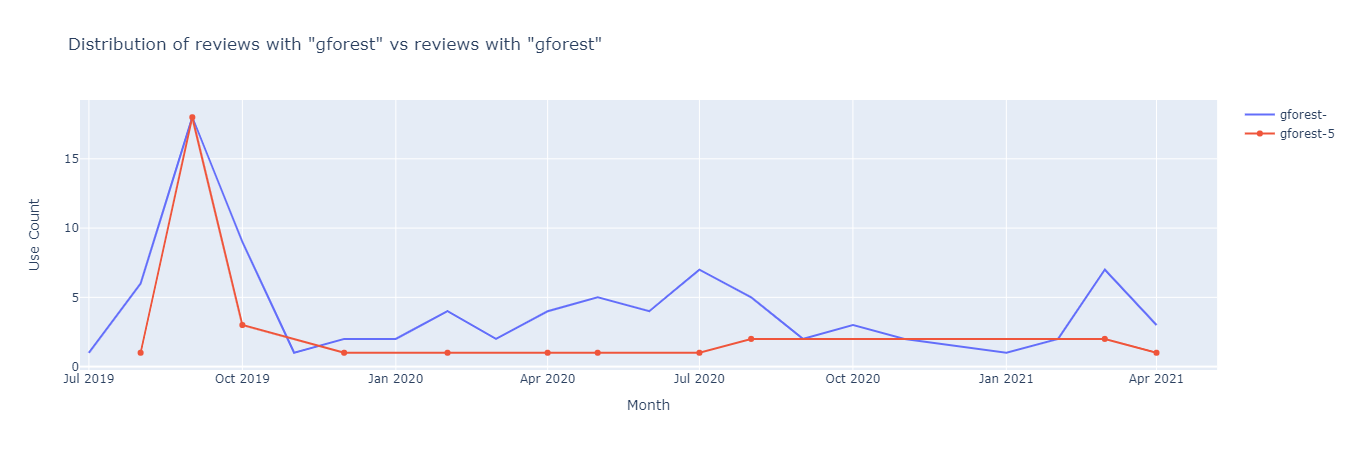 Distribution of reviews with "gforest" vs reviews with "gforest"
gforest-
gforest-5
15
10
5
0
Use Count
Jul 2019 Oct 2019 Jan 2020 Apr 2020 Jul 2020 Oct 2020 Jan 2021 Apr 2021
Month